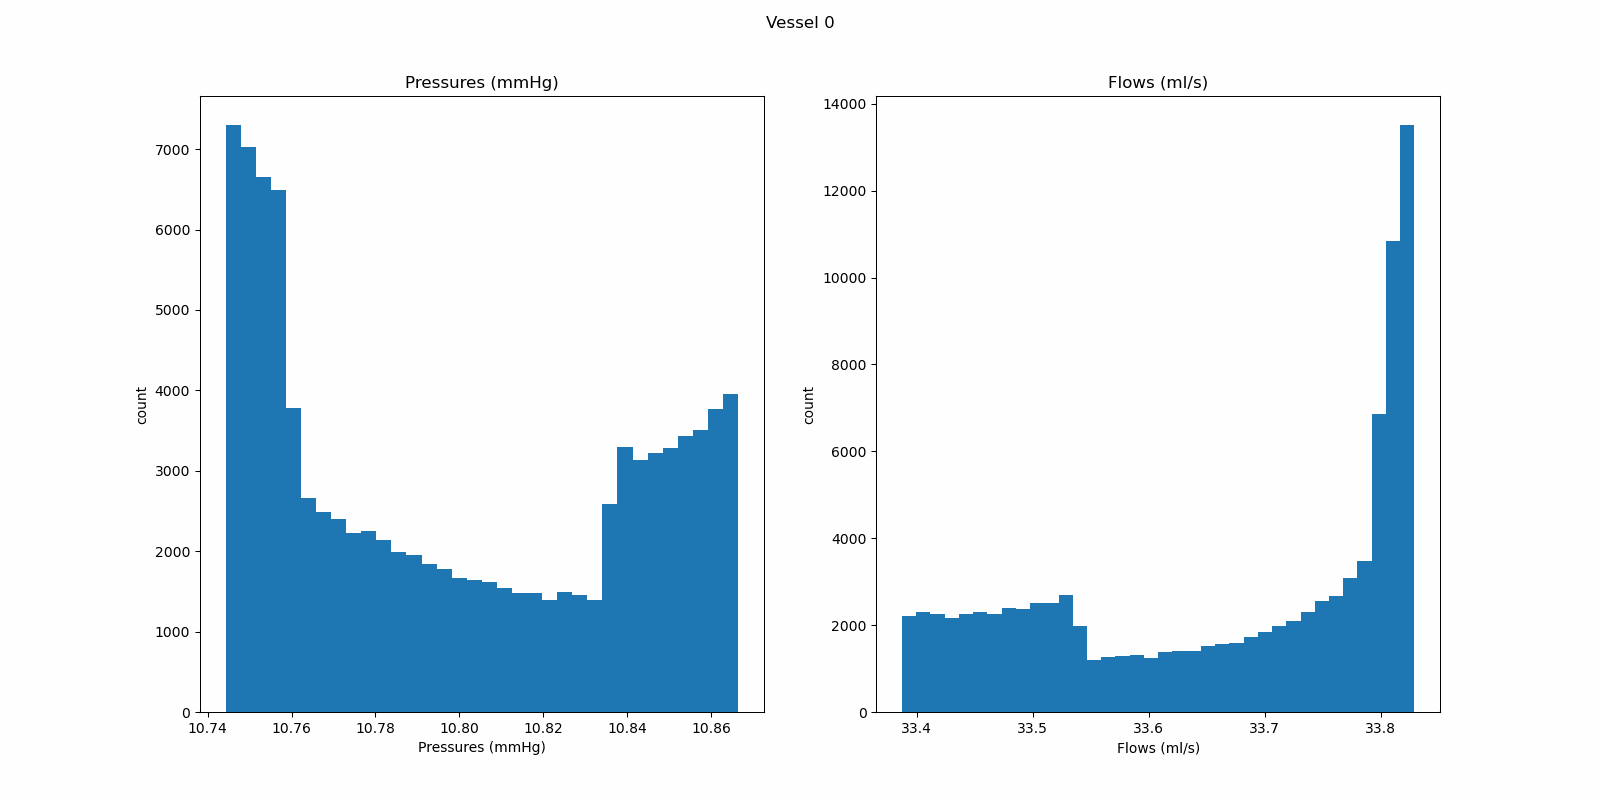 Vessel 0
Pressures (mmHg)
7000
6000
5000
4000
3000
2000
1000
0
count
10.74 10.76 10.78 10.80 10.82 10.84 10.86
Pressures (mmHg)
Flows (ml/s)
14000
12000
10000
8000
6000
4000
2000
0
count
33.4 33.5 33.6 33.7 33.8
Flows (ml/s)